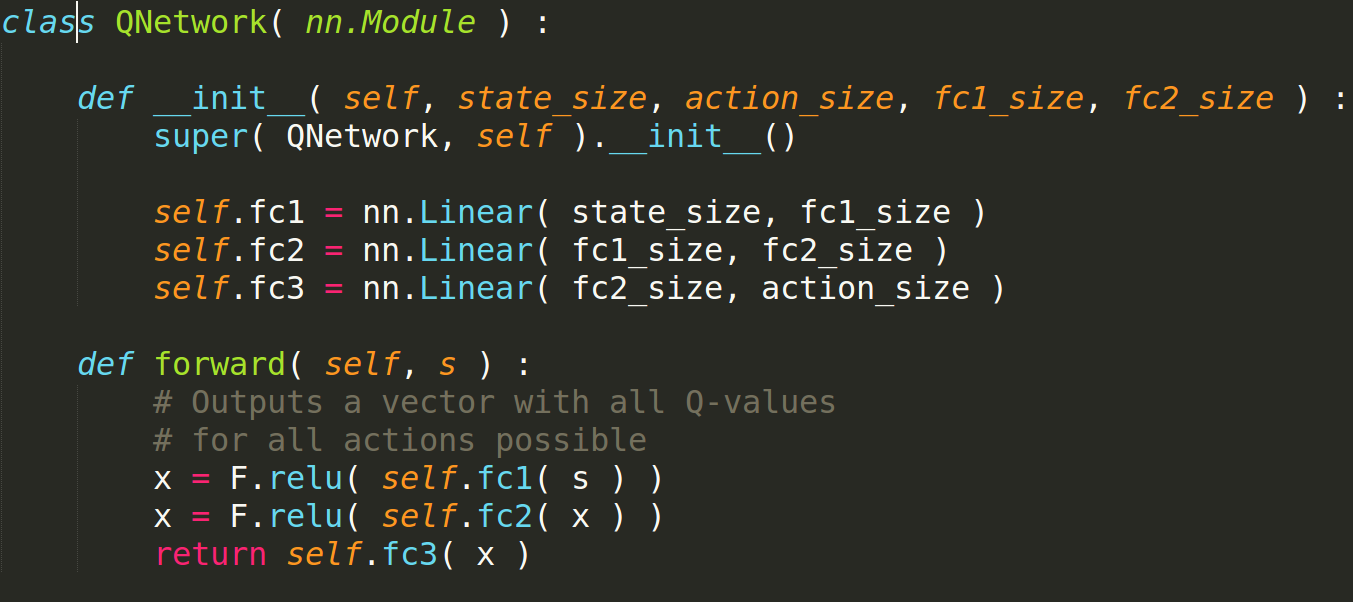 class QNetwork( nn.Module ) :
def __init__( self, state_size, action_size, fc1_size, fc2_size ) :
super( QNetwork, self ).__init__()
self.fc1 = nn.Linear( state_size, fc1_size )
self.fc2 = nn.Linear( fc1_size, fc2_size )
self.fc3 = nn.Linear( fc2_size, action_size )
def forward( self, s ) :
# Outputs a vector with all Q-values
# for all actions possible
x = F.relu( self.fc1( s ) )
x = F.relu( self.fc2( x ) )
return self.fc3( x )